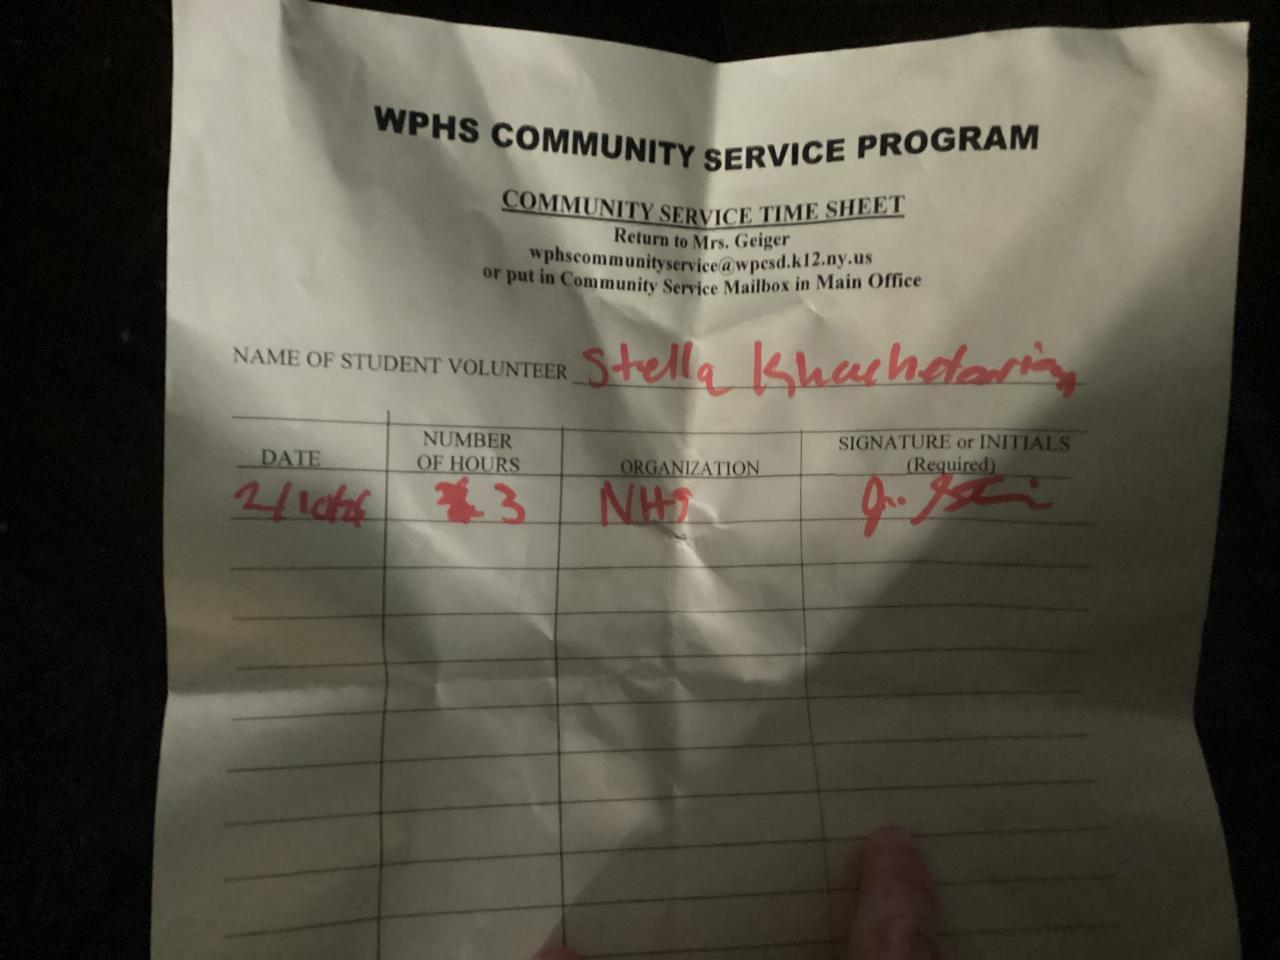 WPHS COMMUNITY SERVICE PROGRAM
COMMUNITY SERVICE TIME SHEET
Return to Mrs. Geiger
wphscommunityservice@wpcsd.k12.ny.us
or put in Community Service Mailbox in Main Office
NAME OF STUDENT VOLUNTEER Stella
DATE NUMBER OF HOURS ORGANIZATION SIGNATURE or INITIALS (Required)
3 NHS